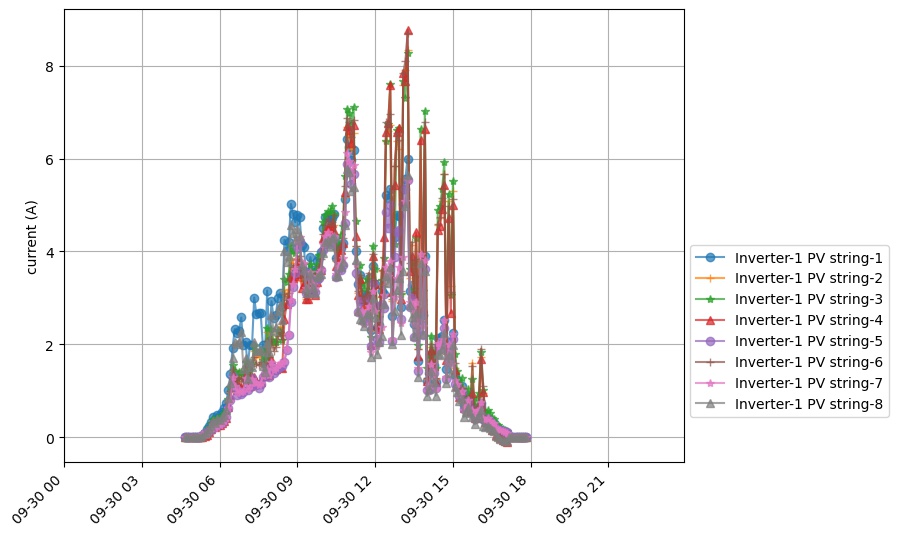 current (A)
8
6
4
2
0
09-30 00
09-30 03
09-30 06
09-30 09
09-30 12
09-30 15
09-30 18
09-30 21
Inverter-1 PV string-1
Inverter-1 PV string-2
Inverter-1 PV string-3
Inverter-1 PV string-4
Inverter-1 PV string-5
Inverter-1 PV string-6
Inverter-1 PV string-7
Inverter-1 PV string-8